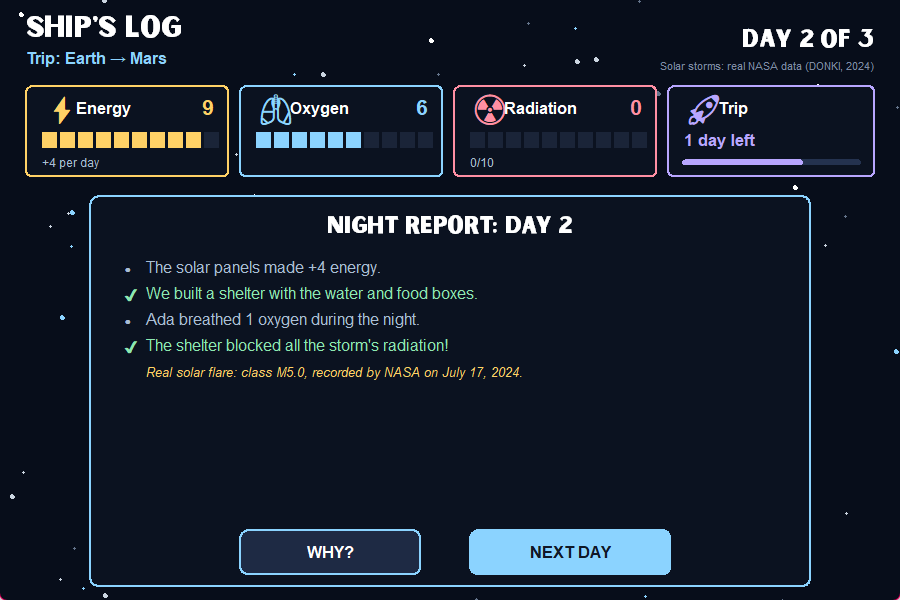 SHIP'S LOG
Trip: Earth → Mars
DAY 2 OF 3
Solar storms: real NASA data (DONKI, 2024)
Energy 9
+4 per day
Oxygen 6
Radiation 0
0/10
Trip
1 day left
NIGHT REPORT: DAY 2
• The solar panels made +4 energy.
✓ We built a shelter with the water and food boxes.
• Ada breathed 1 oxygen during the night.
✓ The shelter blocked all the storm's radiation!
Real solar flare: class M5.0, recorded by NASA on July 17, 2024.
WHY?
NEXT DAY